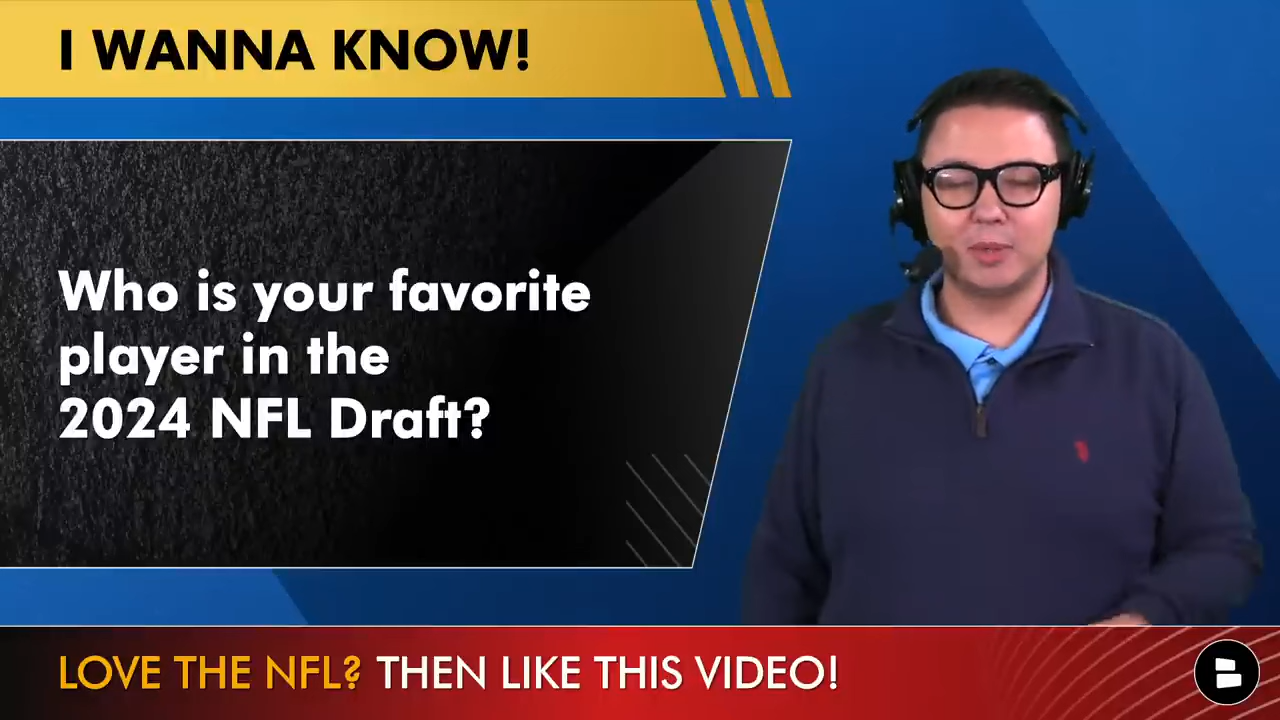 I WANNA KNOW!
Who is your favorite
player in the
2024 NFL Draft?
LOVE THE NFL? THEN LIKE THIS VIDEO!